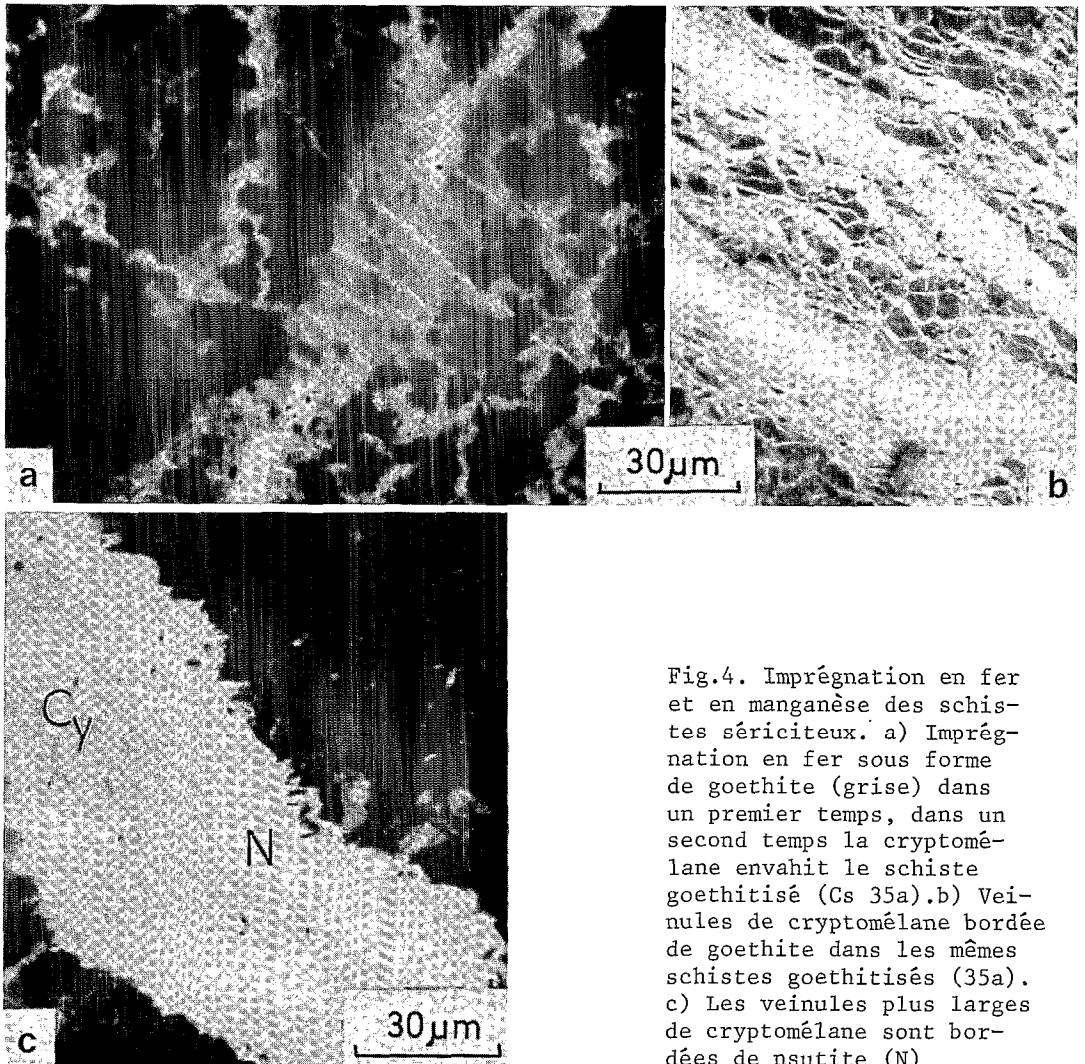 a
30µm
b
Cy
N
c
30µm
Fig.4. Imprégnation en fer
et en manganèse des schis-
tes sériciteux. a) Imprég-
nation en fer sous forme
de goethite (grise) dans
un premier temps, dans un
second temps la cryptomé-
lane envahit le schiste
goethitisé (Cs 35a).b) Vei-
nules de cryptomélane bordée
de goethite dans les mêmes
schistes goethitisés (35a).
c) Les veinules plus larges
de cryptomélane sont bor-
dées de nsutite (N)